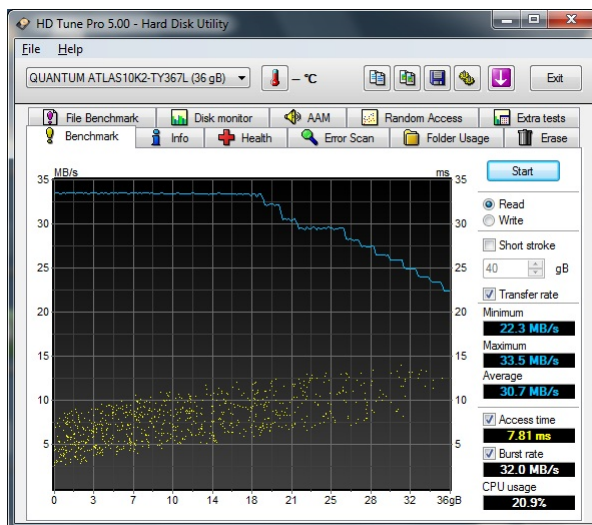 HD Tune Pro 5.00 - Hard Disk Utility
File Help
QUANTUM ATLAS10K2-TY367L (36 gB) – °C Exit
File Benchmark Disk monitor AAM Random Access Extra tests
Benchmark Info Health Error Scan Folder Usage Erase
MB/s ms
35 35
30 30
25 25
20 20
15 15
10 10
5 5
0 3 7 10 14 18 21 25 28 32 36gB
Start
Read
Write
Short stroke
40 gB
Transfer rate
Minimum
22.3 MB/s
Maximum
33.5 MB/s
Average
30.7 MB/s
Access time
7.81 ms
Burst rate
32.0 MB/s
CPU usage
20.9%